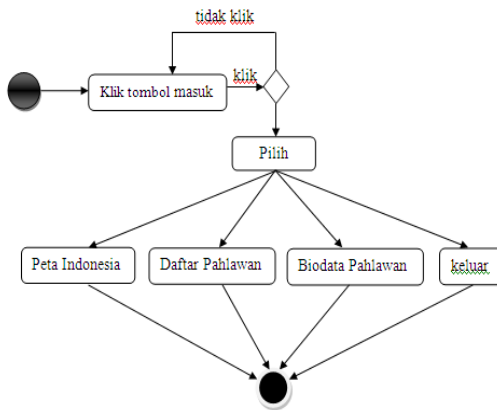 tidak klik
Klik tombol masuk
klik
Pilih
Peta Indonesia
Daftar Pahlawan
Biodata Pahlawan
keluar